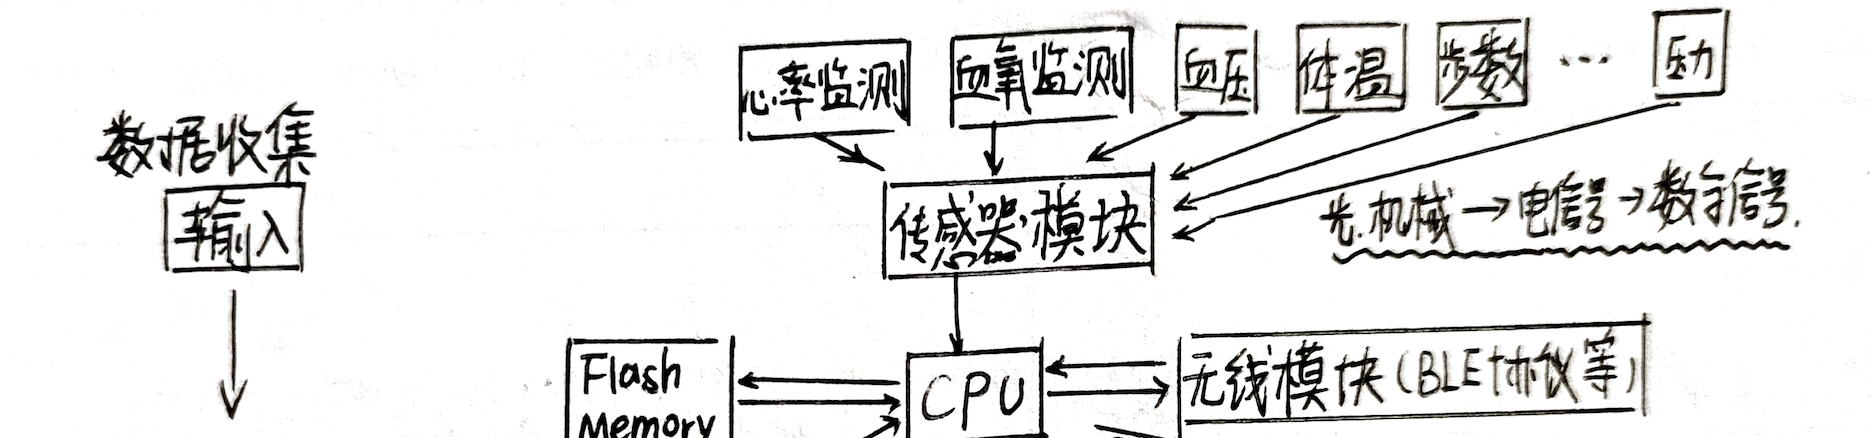 心率监测
血氧监测
血压
体温
步数
...
压力
数据收集
输入
传感器模块
光.机械→电信号→数字信号.
Flash
Memory
CPU
无线模块(BLE协议等)